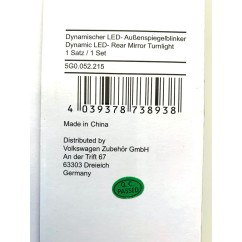 Dynamischer LED- Außenspiegelblinker
Dynamic LED- Rear Mirror Turnlight
1 Satz / 1 Set
5G0.052.215
4 039378 738938
Made in China
Distributed by
Volkswagen Zubehör GmbH
An der Trift 67
63303 Dreieich
Germany
Q.C.
PASSED